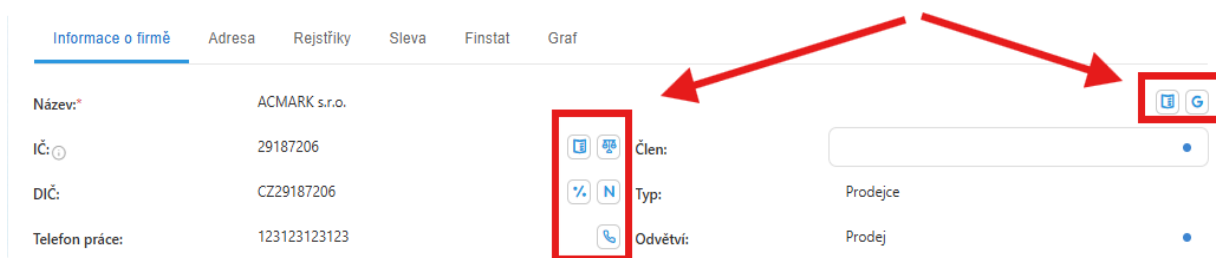 Informace o firmě Adresa Rejstříky Sleva Finstat Graf
Název:* ACMARK s.r.o. G
IČ: 29187206 Člen:
DIČ: CZ29187206 %. N Typ: Prodejce
Telefon práce: 123123123123 Odvětví: Prodej